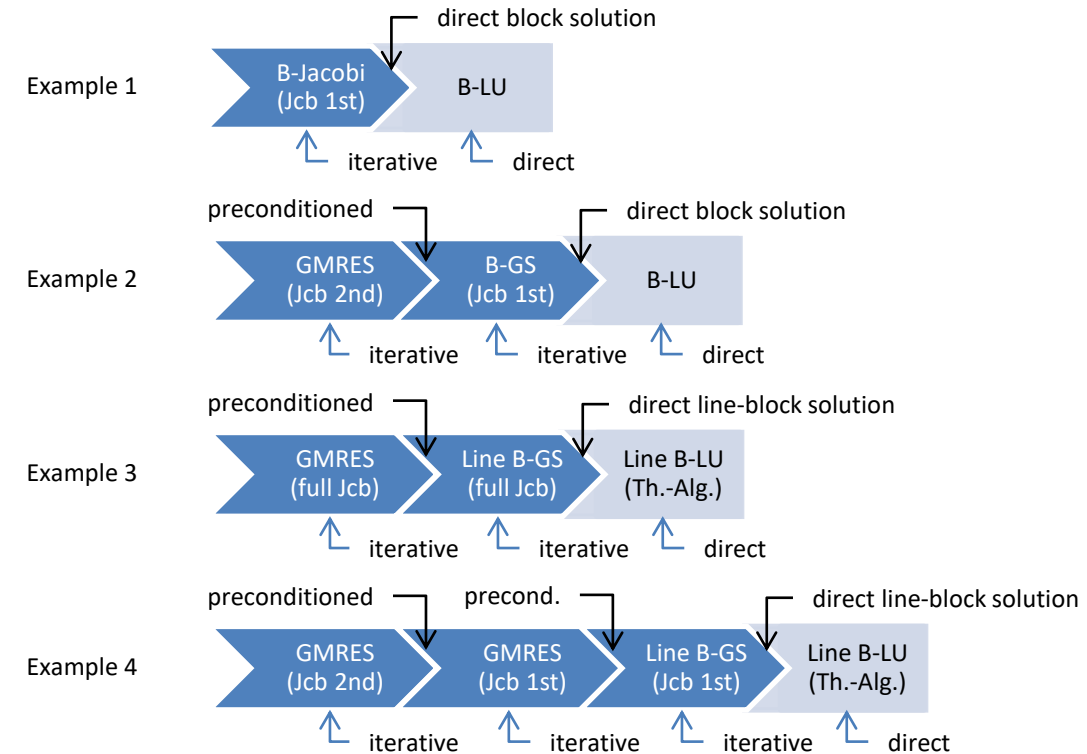 direct block solution
Example 1
B-Jacobi
(Jcb 1st)
B-LU
iterative
direct
preconditioned
direct block solution
Example 2
GMRES
(Jcb 2nd)
B-GS
(Jcb 1st)
B-LU
iterative
iterative
direct
preconditioned
direct line-block solution
Example 3
GMRES
(full Jcb)
Line B-GS
(full Jcb)
Line B-LU
(Th.-Alg.)
iterative
iterative
direct
preconditioned
precond.
direct line-block solution
Example 4
GMRES
(Jcb 2nd)
GMRES
(Jcb 1st)
Line B-GS
(Jcb 1st)
Line B-LU
(Th.-Alg.)
iterative
iterative
iterative
direct